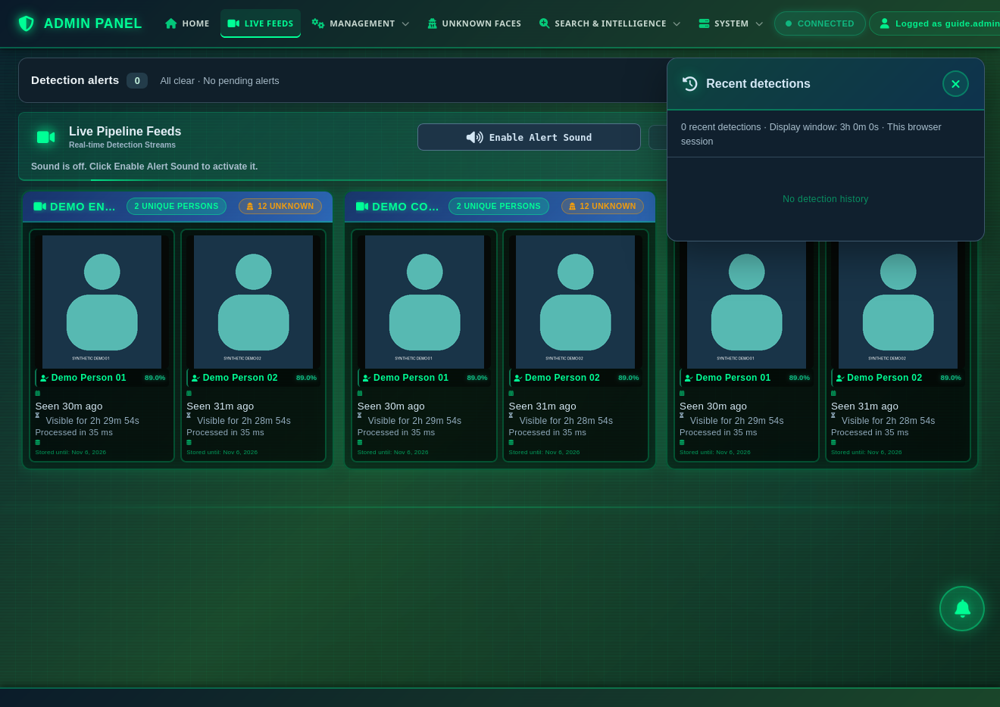 ADMIN PANEL
HOME
LIVE FEEDS
MANAGEMENT
UNKNOWN FACES
SEARCH & INTELLIGENCE
SYSTEM
CONNECTED
Logged as guide.admin
Detection alerts 0 All clear · No pending alerts
Recent detections
0 recent detections · Display window: 3h 0m 0s · This browser
session
No detection history
Live Pipeline Feeds
Real-time Detection Streams
Enable Alert Sound
Sound is off. Click Enable Alert Sound to activate it.
DEMO EN... 2 UNIQUE PERSONS 12 UNKNOWN
SYNTHETIC DEMO 01
Demo Person 01 89.0%
Seen 30m ago
Visible for 2h 29m 54s
Processed in 35 ms
Stored until: Nov 6, 2026
SYNTHETIC DEMO 02
Demo Person 02 89.0%
Seen 31m ago
Visible for 2h 28m 54s
Processed in 35 ms
Stored until: Nov 6, 2026
DEMO CO... 2 UNIQUE PERSONS 12 UNKNOWN
SYNTHETIC DEMO 01
Demo Person 01 89.0%
Seen 30m ago
Visible for 2h 29m 54s
Processed in 35 ms
Stored until: Nov 6, 2026
SYNTHETIC DEMO 02
Demo Person 02 89.0%
Seen 31m ago
Visible for 2h 28m 54s
Processed in 35 ms
Stored until: Nov 6, 2026
SYNTHETIC DEMO 01
Demo Person 01 89.0%
Seen 30m ago
Visible for 2h 29m 54s
Processed in 35 ms
Stored until: Nov 6, 2026
SYNTHETIC DEMO 02
Demo Person 02 89.0%
Seen 31m ago
Visible for 2h 28m 54s
Processed in 35 ms
Stored until: Nov 6, 2026